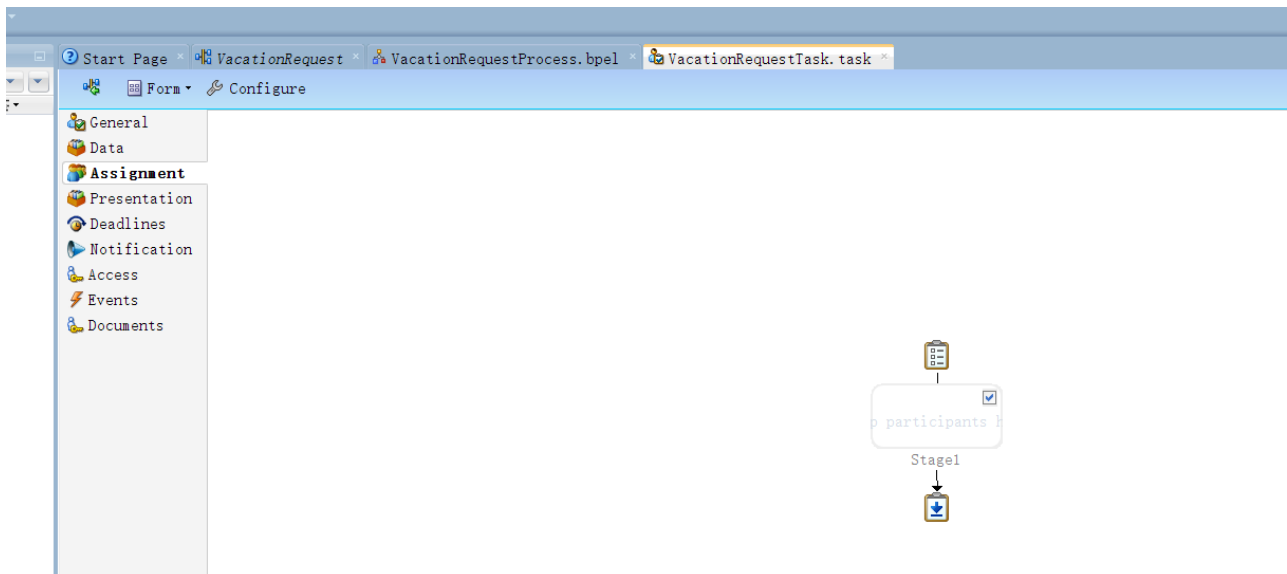 Start Page VacationRequest VacationRequestProcess.bpel VacationRequestTask.task
Form Configure
General
Data
Assignment
Presentation
Deadlines
Notification
Access
Events
Documents
participants
Stage1